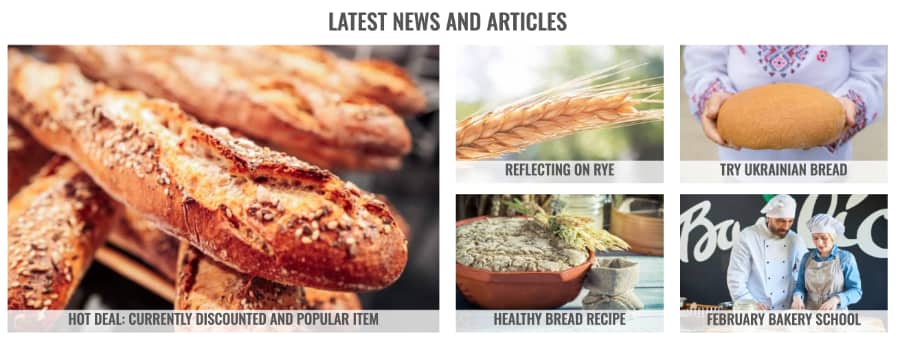 LATEST NEWS AND ARTICLES
HOT DEAL: CURRENTLY DISCOUNTED AND POPULAR ITEM
REFLECTING ON RYE
TRY UKRAINIAN BREAD
HEALTHY BREAD RECIPE
FEBRUARY BAKERY SCHOOL